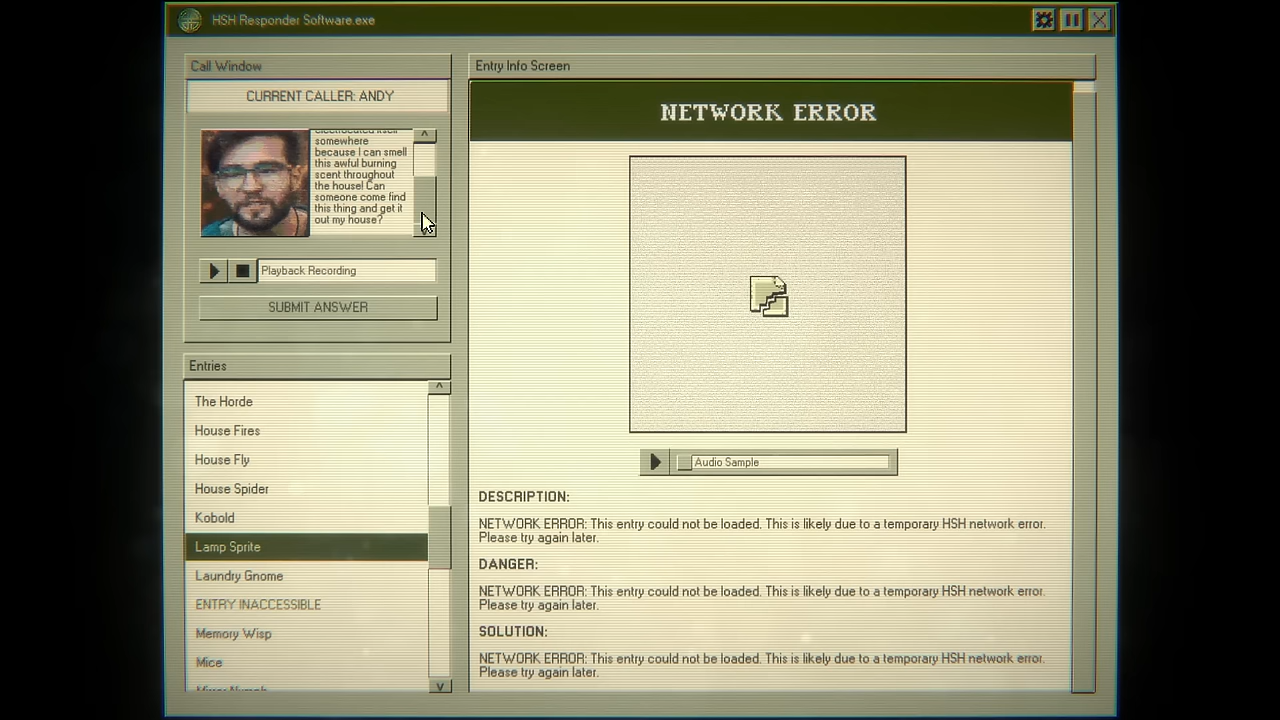 HSH Responder Software.exe
Call Window
CURRENT CALLER: ANDY
electrocuted itself
somewhere
because I can smell
this awful burning
scent throughout
the house! Can
someone come find
this thing and get it
out my house?
Playback Recording
SUBMIT ANSWER
Entries
The Horde
House Fires
House Fly
House Spider
Kobold
Lamp Sprite
Laundry Gnome
ENTRY INACCESSIBLE
Memory Wisp
Mice
Entry Info Screen
NETWORK ERROR
Audio Sample
DESCRIPTION:
NETWORK ERROR: This entry could not be loaded. This is likely due to a temporary HSH network error.
Please try again later.
DANGER:
NETWORK ERROR: This entry could not be loaded. This is likely due to a temporary HSH network error.
Please try again later.
SOLUTION:
NETWORK ERROR: This entry could not be loaded. This is likely due to a temporary HSH network error.
Please try again later.